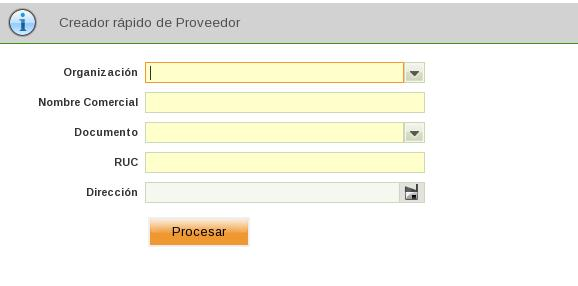 Creador rápido de Proveedor
Organización
Nombre Comercial
Documento
RUC
Dirección
Procesar